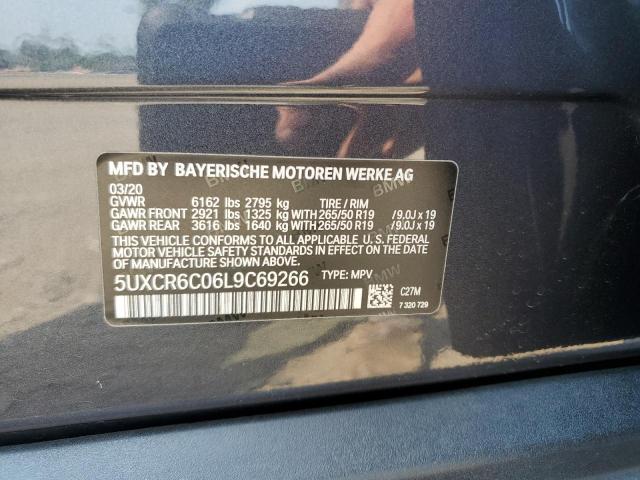 MFD BY BAYERISCHE MOTOREN WERKE AG
03/20
GVWR 6162 lbs 2795 kg TIRE / RIM
GAWR FRONT 2921 lbs 1325 kg WITH 265/50 R19 /9.0J x 19
GAWR REAR 3616 lbs 1640 kg WITH 265/50 R19 /9.0J x 19
THIS VEHICLE CONFORMS TO ALL APPLICABLE U. S. FEDERAL
MOTOR VEHICLE SAFETY STANDARDS IN EFFECT ON THE
DATE OF MANUFACTURE SHOWN ABOVE.
5UXCR6C06L9C69266 TYPE: MPV
C27M
7 320 729